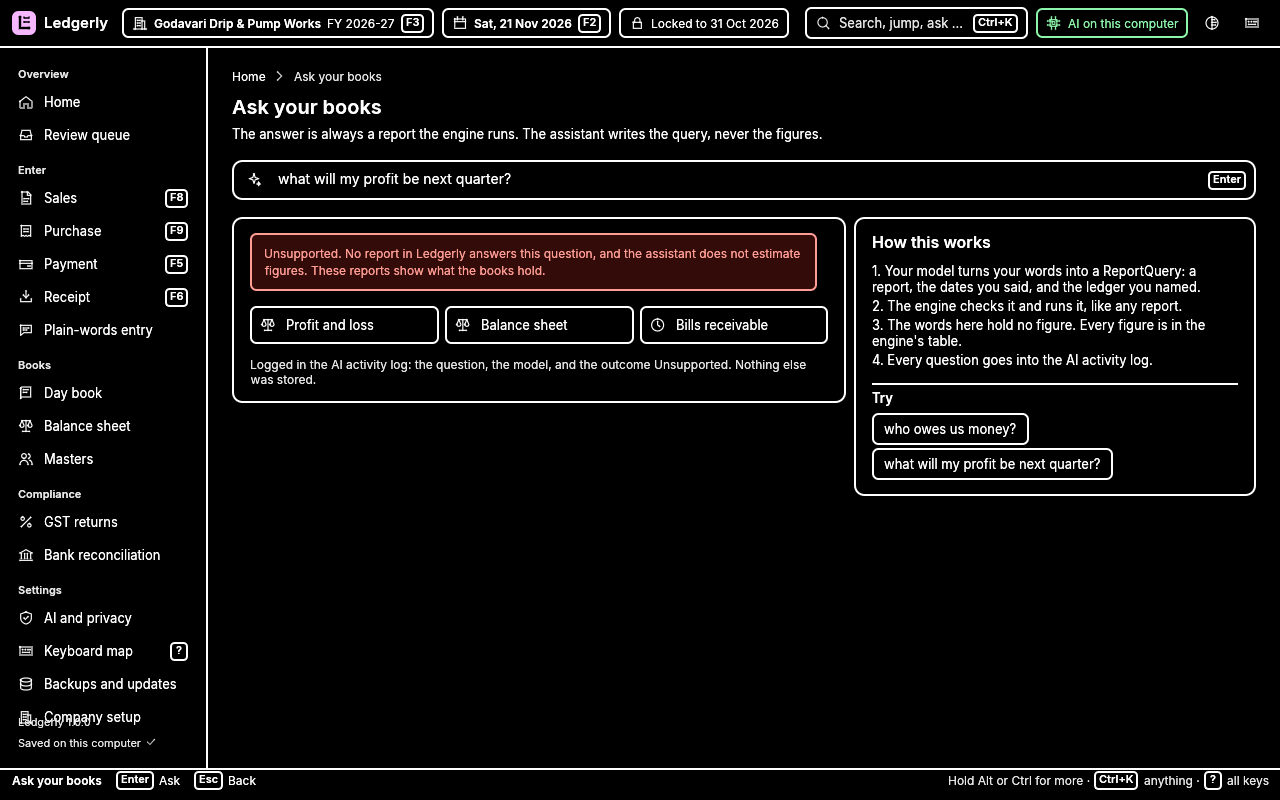 Ledgerly
Godavari Drip & Pump Works FY 2026-27 F3
Sat, 21 Nov 2026 F2
Locked to 31 Oct 2026
Search, jump, ask ... Ctrl+K
AI on this computer
Overview
Home
Review queue
Enter
Sales F8
Purchase F9
Payment F5
Receipt F6
Plain-words entry
Books
Day book
Balance sheet
Masters
Compliance
GST returns
Bank reconciliation
Settings
AI and privacy
Keyboard map ?
Backups and updates
Company setup
Ledgerly 1.0.0
Saved on this computer
Home > Ask your books
Ask your books
The answer is always a report the engine runs. The assistant writes the query, never the figures.
what will my profit be next quarter? Enter
Unsupported. No report in Ledgerly answers this question, and the assistant does not estimate
figures. These reports show what the books hold.
Profit and loss
Balance sheet
Bills receivable
Logged in the AI activity log: the question, the model, and the outcome Unsupported. Nothing else
was stored.
How this works
1. Your model turns your words into a ReportQuery: a
report, the dates you said, and the ledger you named.
2. The engine checks it and runs it, like any report.
3. The words here hold no figure. Every figure is in the
engine's table.
4. Every question goes into the AI activity log.
Try
who owes us money?
what will my profit be next quarter?
Ask your books Enter Ask Esc Back
Hold Alt or Ctrl for more · Ctrl+K anything · ? all keys